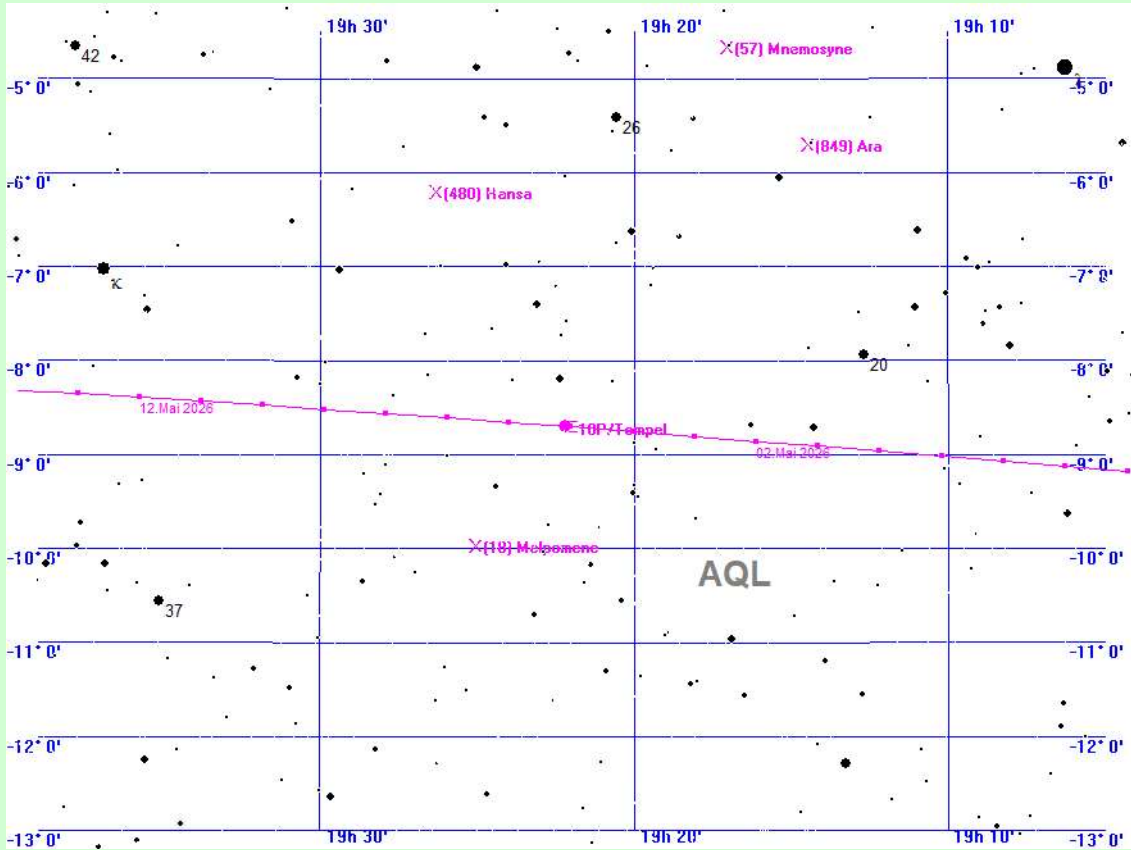 19h 30' 19h 20' 19h 10'
(57) Mnemosyne
42
-5° 0' -5° 0'
26
(849) Ara
-6° 0' -6° 0'
(480) Hansa
-7° 0' -7° 0'
κ
-8° 0' 20 -8° 0'
12.Mai 2026
10P/Tempel
02.Mai 2026
-9° 0' -9° 0'
(18) Melpomene
-10° 0' -10° 0'
AQL
37
-11° 0' -11° 0'
-12° 0' -12° 0'
-13° 0' 19h 30' 19h 20' 19h 10' -13° 0'